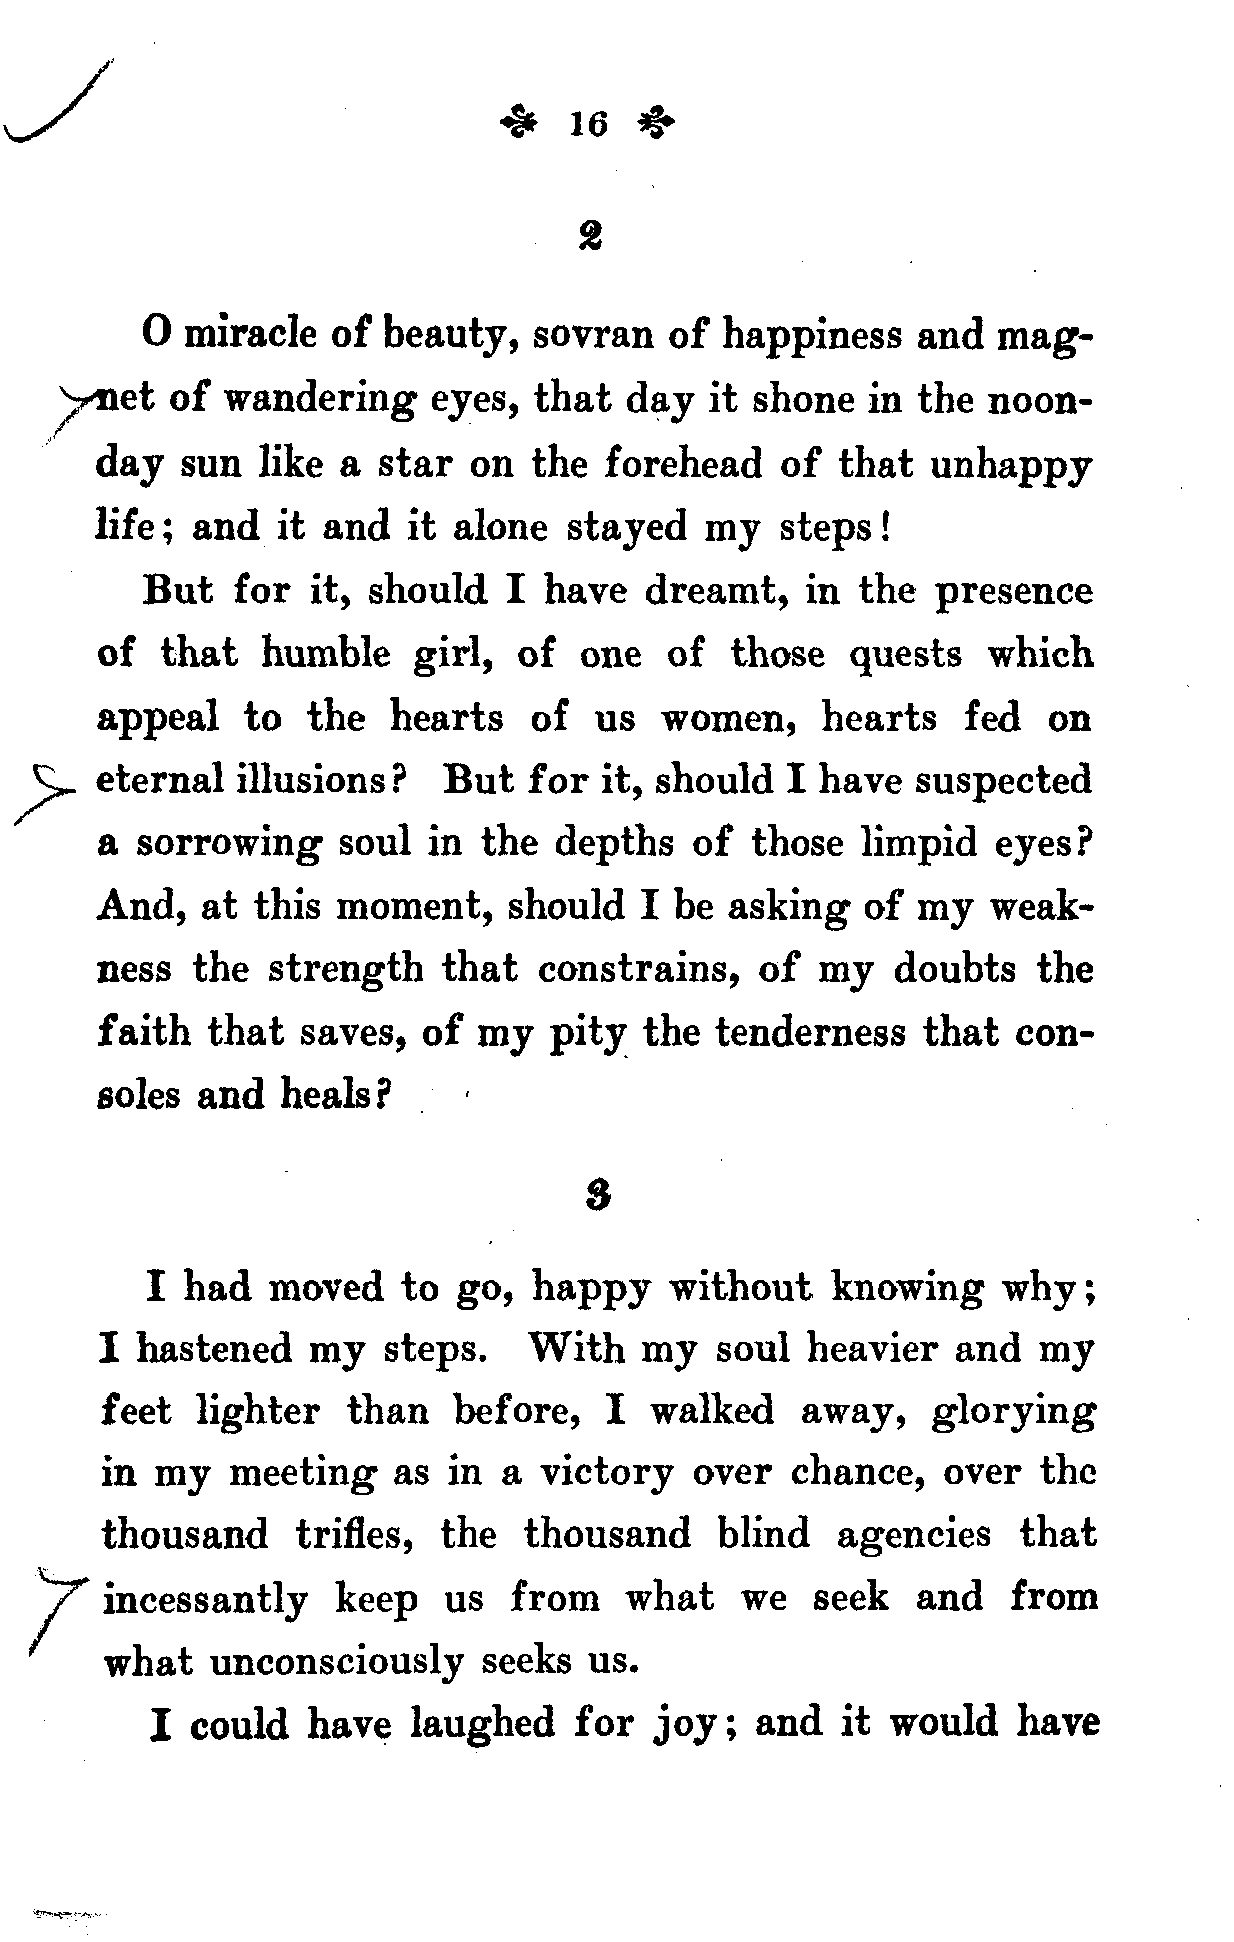 16
2
O miracle of beauty, sovran of happiness and mag-
net of wandering eyes, that day it shone in the noon-
day sun like a star on the forehead of that unhappy
life; and it and it alone stayed my steps!
But for it, should I have dreamt, in the presence
of that humble girl, of one of those quests which
appeal to the hearts of us women, hearts fed on
eternal illusions? But for it, should I have suspected
a sorrowing soul in the depths of those limpid eyes?
And, at this moment, should I be asking of my weak-
ness the strength that constrains, of my doubts the
faith that saves, of my pity the tenderness that con-
soles and heals?
3
I had moved to go, happy without knowing why;
I hastened my steps. With my soul heavier and my
feet lighter than before, I walked away, glorying
in my meeting as in a victory over chance, over the
thousand trifles, the thousand blind agencies that
incessantly keep us from what we seek and from
what unconsciously seeks us.
I could have laughed for joy; and it would have